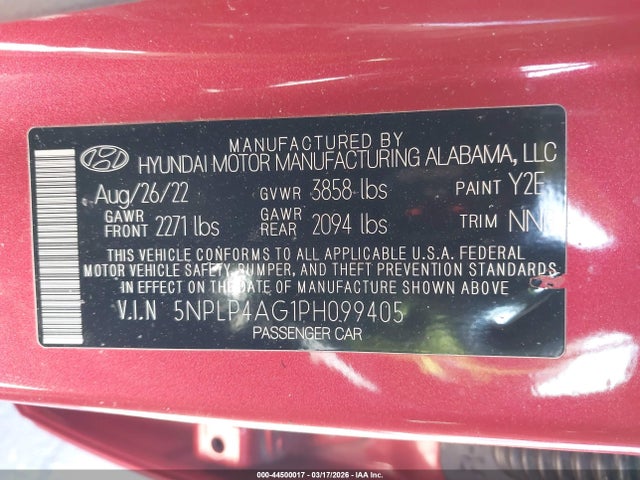 MANUFACTURED BY
HYUNDAI MOTOR MANUFACTURING ALABAMA, LLC
Aug/26/22 GVWR 3858 lbs PAINT Y2E
GAWR FRONT 2271 lbs GAWR REAR 2094 lbs TRIM NNB
THIS VEHICLE CONFORMS TO ALL APPLICABLE U.S.A. FEDERAL
MOTOR VEHICLE SAFETY, BUMPER, AND THEFT PREVENTION STANDARDS
IN EFFECT ON THE DATE OF MANUFACTURE SHOWN ABOVE
V.I.N 5NPLP4AG1PH099405
PASSENGER CAR
000-44500017 - 03/17/2026 - IAA Inc.